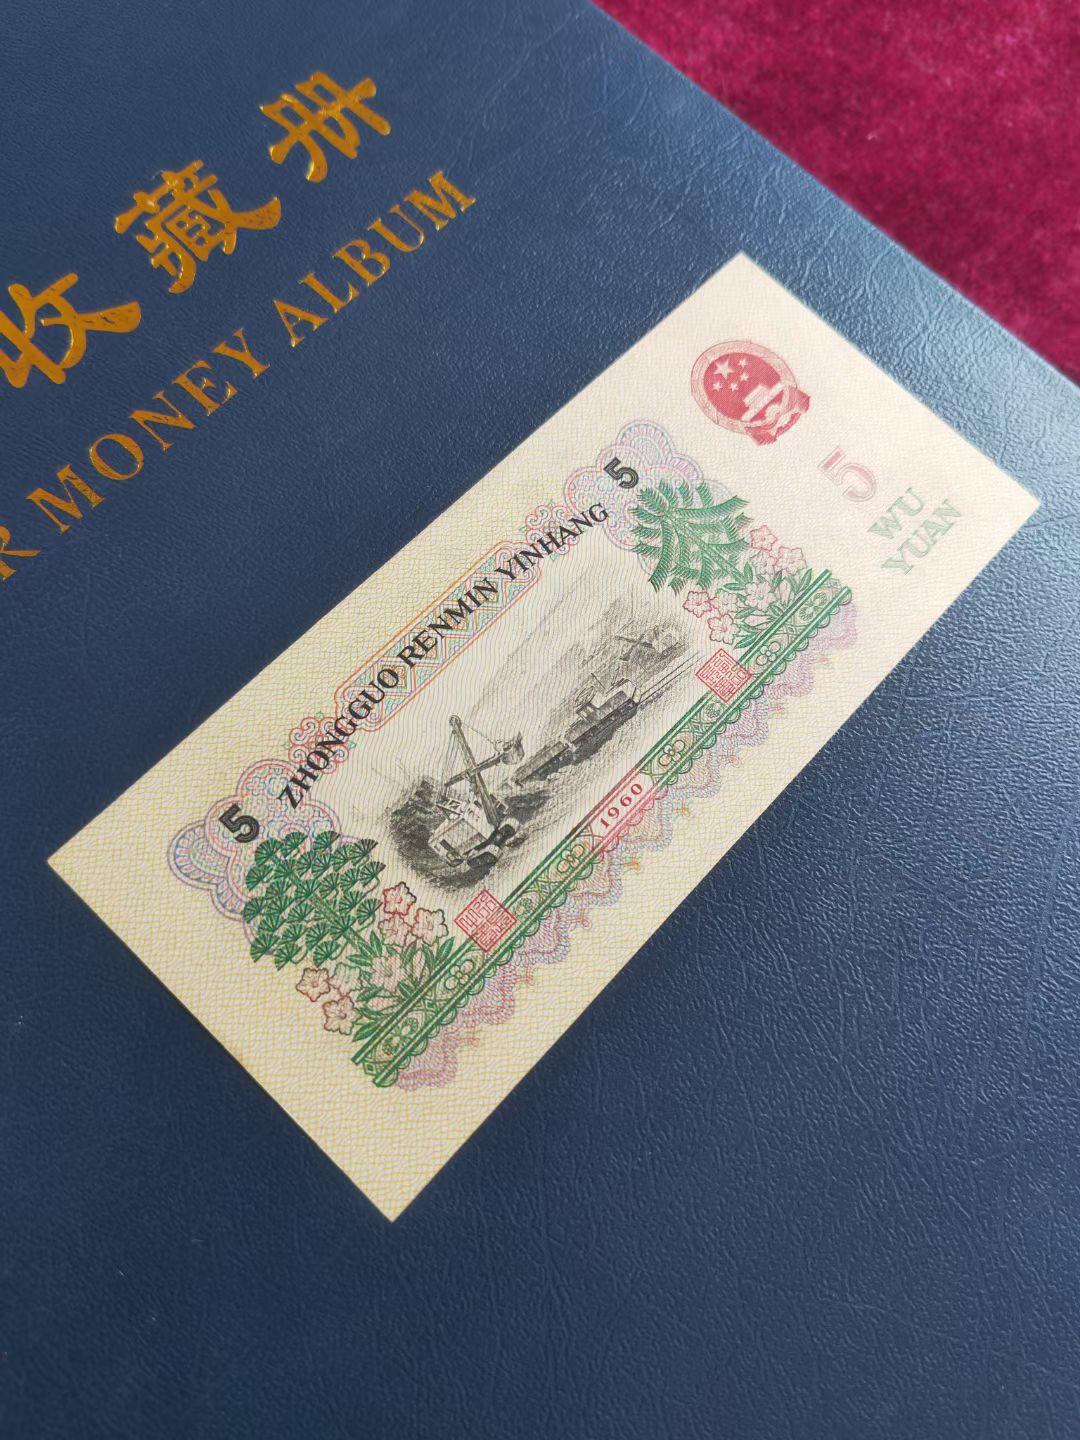 收藏册
R MONEY ALBUM
5
WU
YUAN
5 ZHONGGUO RENMIN YINHANG 5
1960